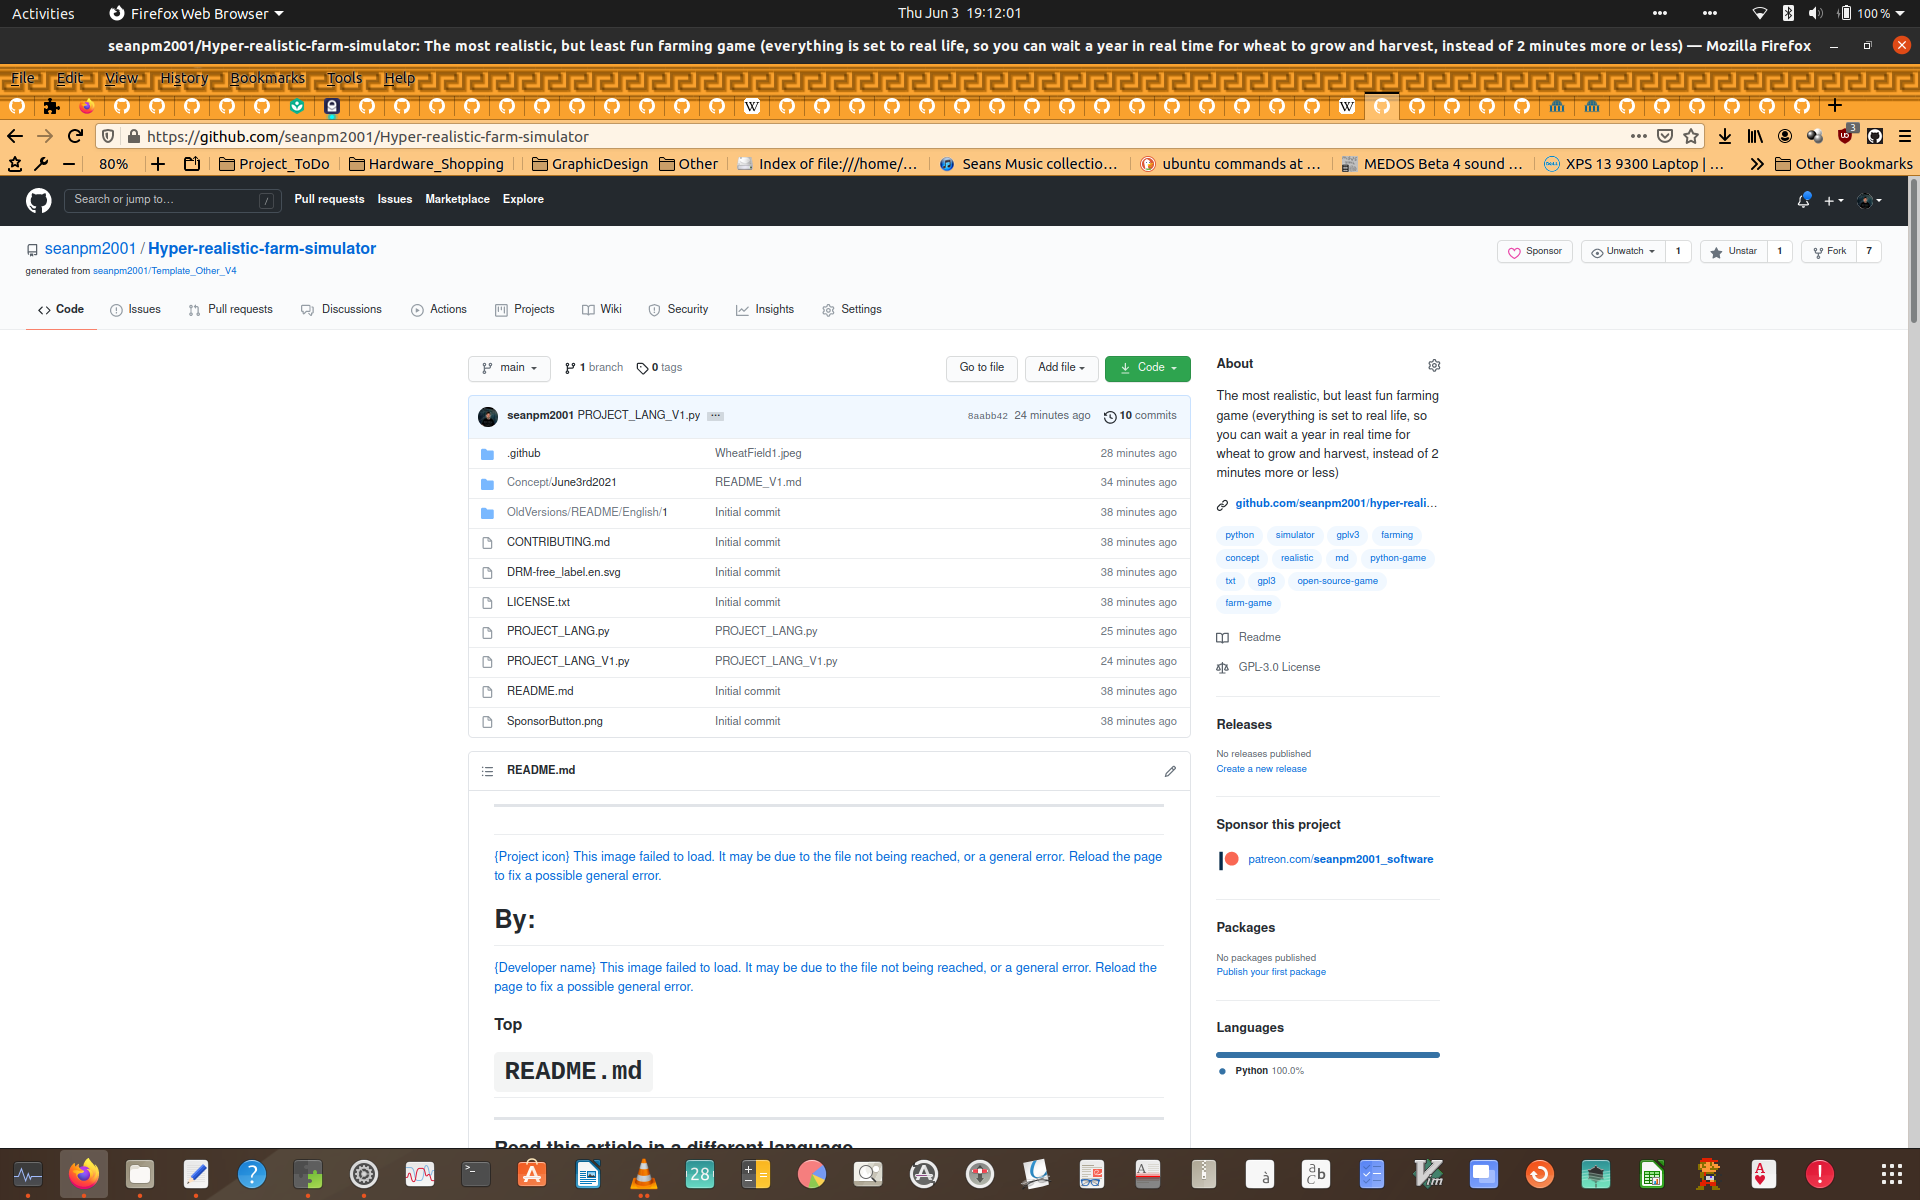 Activities
Firefox Web Browser
Thu Jun 3 19:12:01
100 %
seanpm2001/Hyper-realistic-farm-simulator: The most realistic, but least fun farming game (everything is set to real life, so you can wait a year in real time for wheat to grow and harvest, instead of 2 minutes more or less) — Mozilla Firefox
File Edit View History Bookmarks Tools Help
https://github.com/seanpm2001/Hyper-realistic-farm-simulator
3
80%
Project_ToDo
Hardware_Shopping
GraphicDesign
Other
Index of file:///home/…
Seans Music collectio…
ubuntu commands at …
MEDOS Beta 4 sound …
XPS 13 9300 Laptop | …
Other Bookmarks
Search or jump to… /
Pull requests Issues Marketplace Explore
seanpm2001 / Hyper-realistic-farm-simulator
generated from seanpm2001/Template_Other_V4
Sponsor
Unwatch 1
Unstar 1
Fork 7
Code Issues Pull requests Discussions Actions Projects Wiki Security Insights Settings
main 1 branch 0 tags
Go to file Add file Code
seanpm2001 PROJECT_LANG_V1.py ... 8aabb42 24 minutes ago 10 commits
.github WheatField1.jpeg 28 minutes ago
Concept/June3rd2021 README_V1.md 34 minutes ago
OldVersions/README/English/1 Initial commit 38 minutes ago
CONTRIBUTING.md Initial commit 38 minutes ago
DRM-free_label.en.svg Initial commit 38 minutes ago
LICENSE.txt Initial commit 38 minutes ago
PROJECT_LANG.py PROJECT_LANG.py 25 minutes ago
PROJECT_LANG_V1.py PROJECT_LANG_V1.py 24 minutes ago
README.md Initial commit 38 minutes ago
SponsorButton.png Initial commit 38 minutes ago
README.md
{Project icon} This image failed to load. It may be due to the file not being reached, or a general error. Reload the page
to fix a possible general error.
By:
{Developer name} This image failed to load. It may be due to the file not being reached, or a general error. Reload the
page to fix a possible general error.
Top
README.md
Read this article in a different language
About
The most realistic, but least fun farming
game (everything is set to real life, so
you can wait a year in real time for
wheat to grow and harvest, instead of 2
minutes more or less)
github.com/seanpm2001/hyper-reali…
python simulator gplv3 farming
concept realistic md python-game
txt gpl3 open-source-game
farm-game
Readme
GPL-3.0 License
Releases
No releases published
Create a new release
Sponsor this project
patreon.com/seanpm2001_software
Packages
No packages published
Publish your first package
Languages
Python 100.0%
28